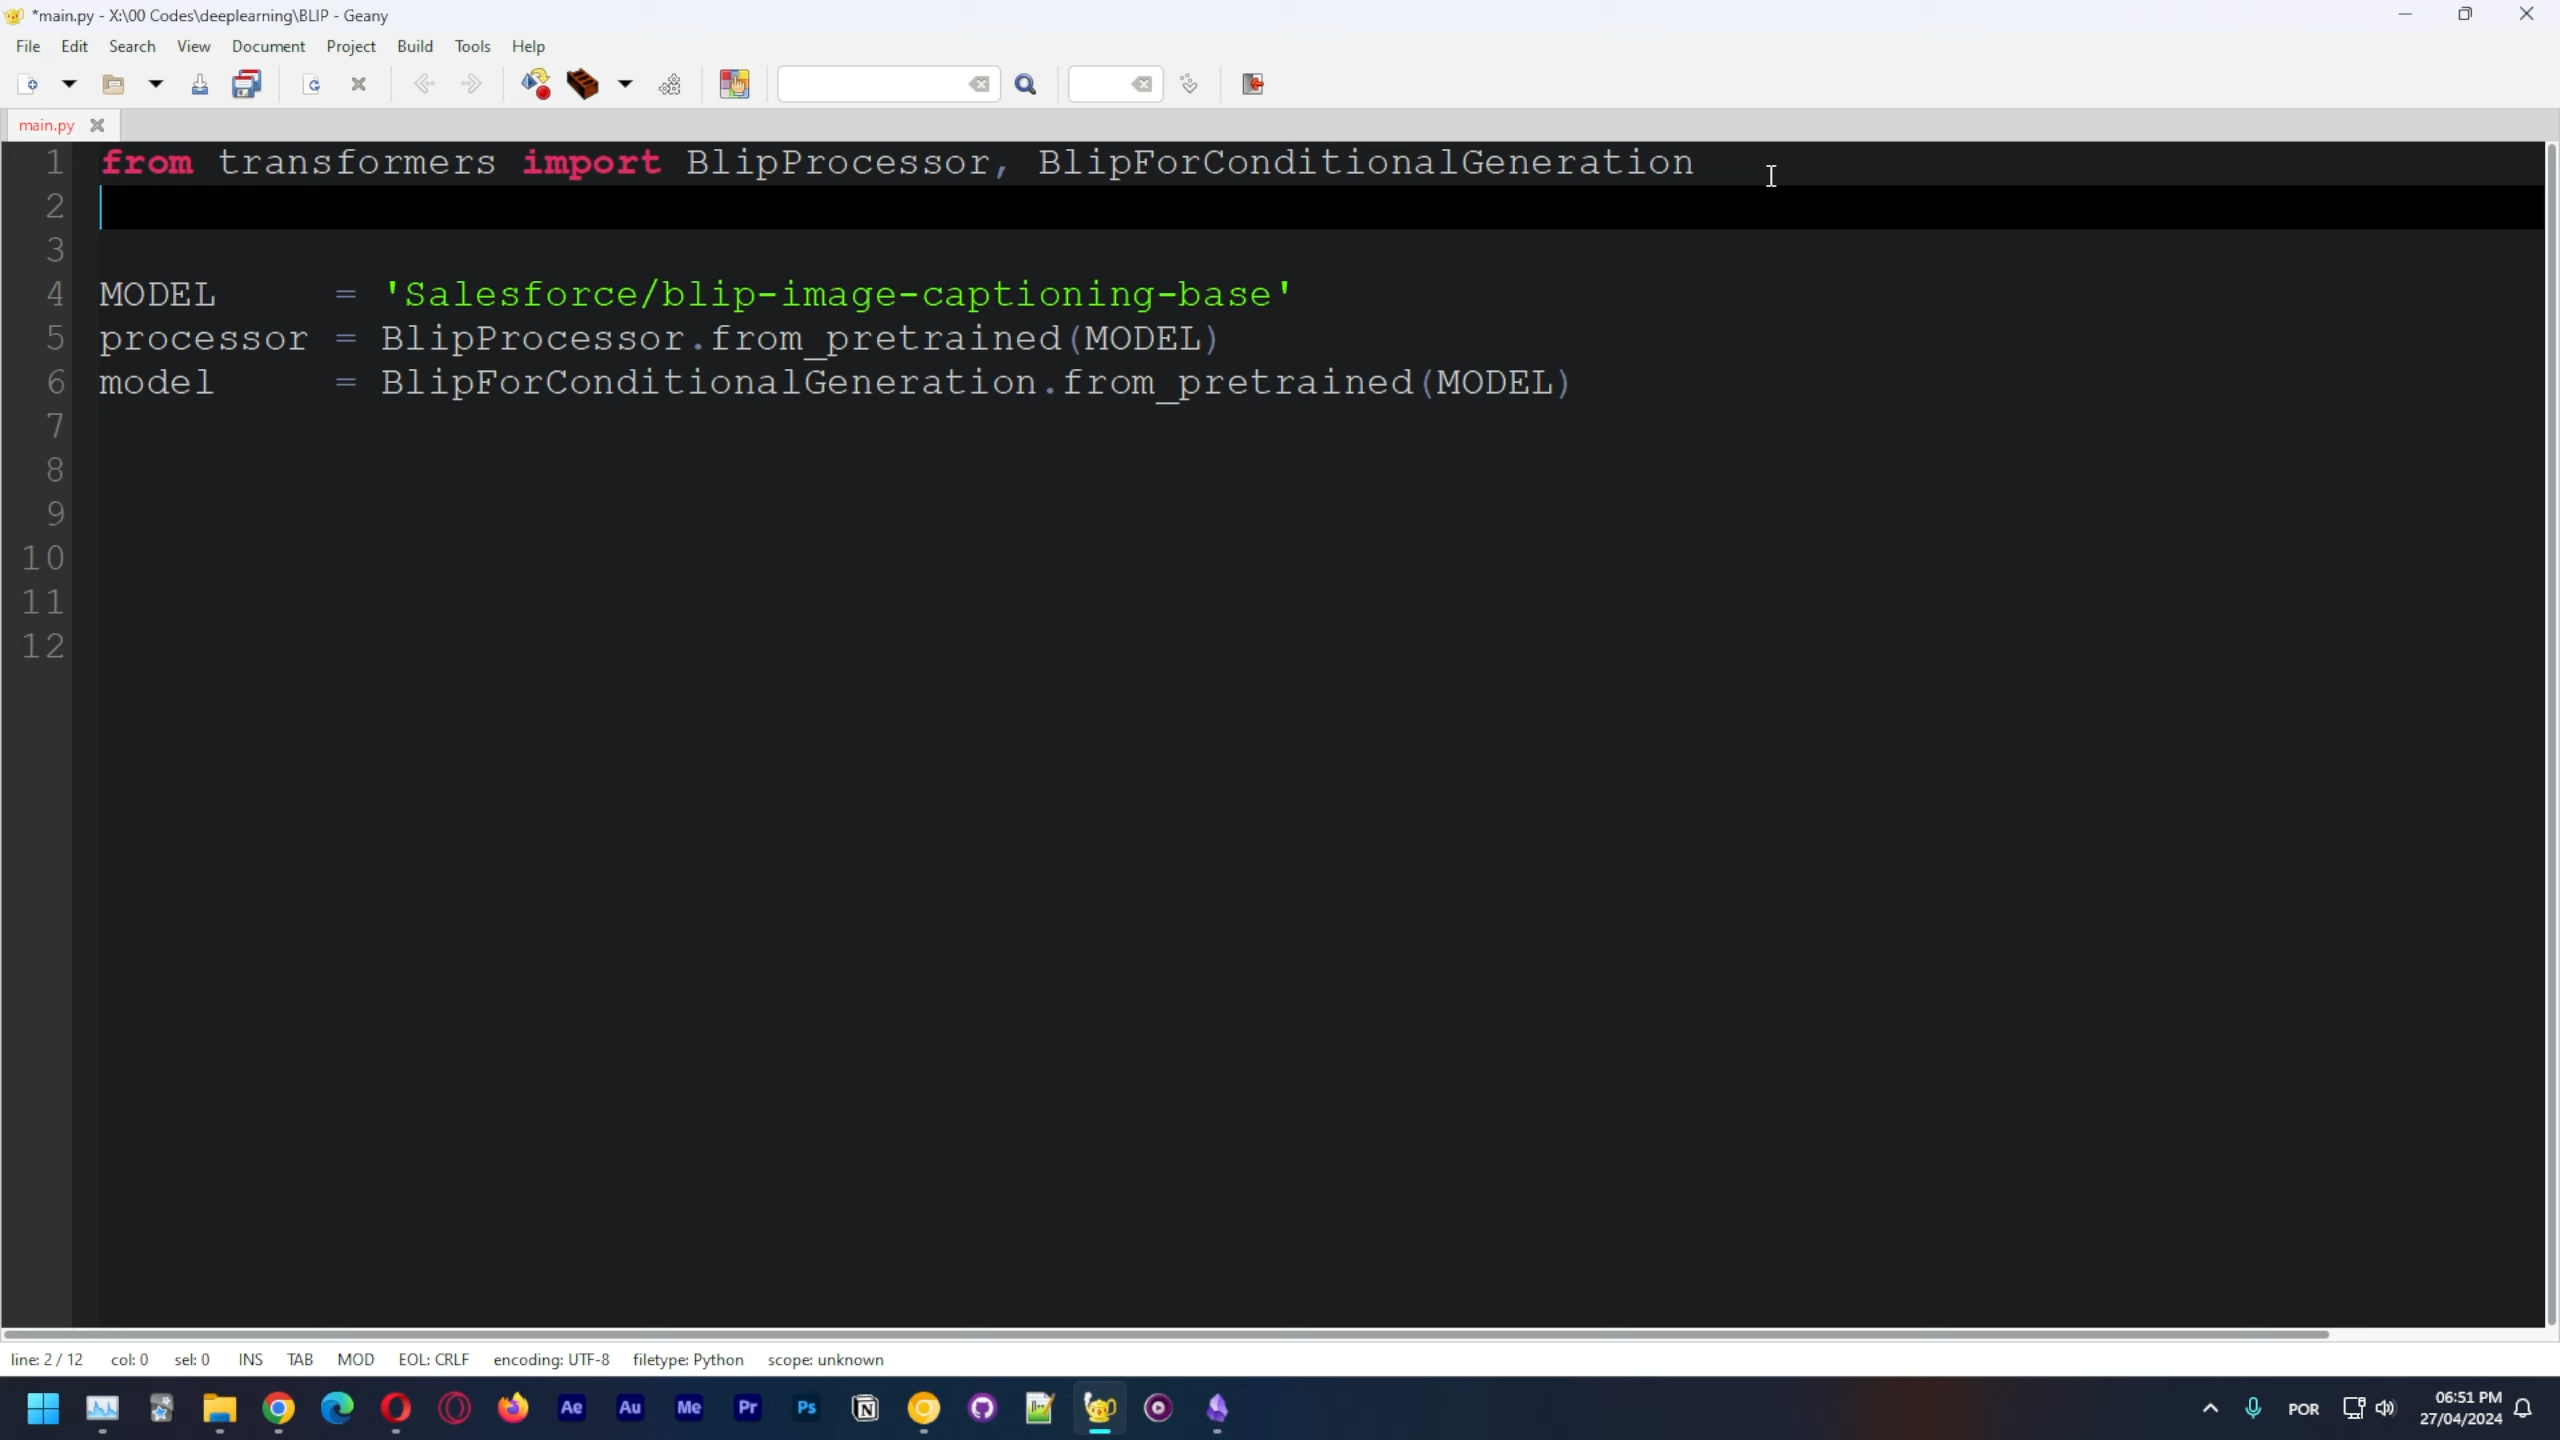 *main.py - X:\00 Codes\deeplearning\BLIP - Geany
File Edit Search View Document Project Build Tools Help
main.py
1 from transformers import BlipProcessor, BlipForConditionalGeneration
2
3
4 MODEL = 'Salesforce/blip-image-captioning-base'
5 processor = BlipProcessor.from_pretrained(MODEL)
6 model = BlipForConditionalGeneration.from_pretrained(MODEL)
7
8
9
10
11
12
line: 2 / 12 col: 0 sel: 0 INS TAB MOD EOL: CRLF encoding: UTF-8 filetype: Python scope: unknown
Ae Au Me Pr Ps N POR 06:51 PM
27/04/2024